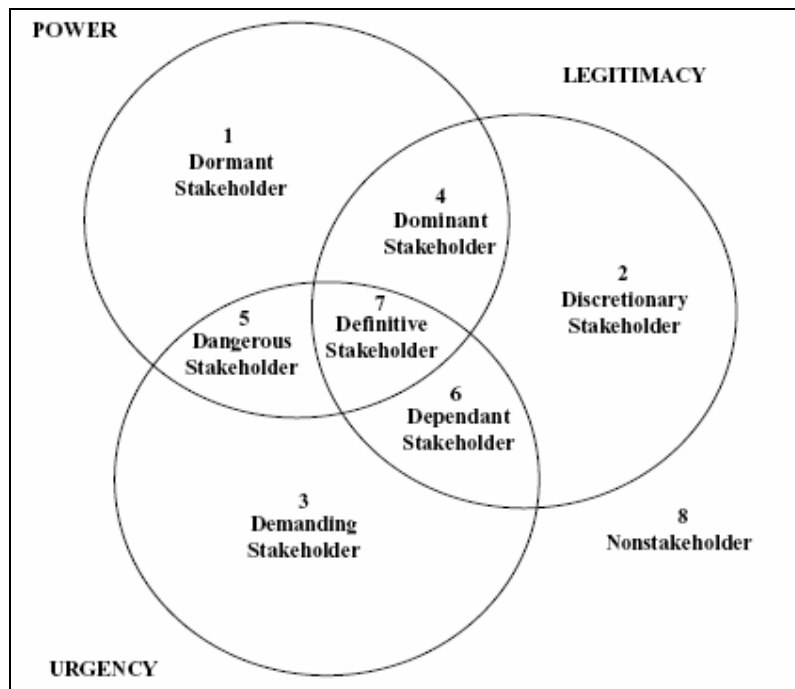 POWER
LEGITIMACY
1
Dormant
Stakeholder
4
Dominant
Stakeholder
2
Discretionary
Stakeholder
5
Dangerous
Stakeholder
7
Definitive
Stakeholder
6
Dependant
Stakeholder
3
Demanding
Stakeholder
8
Nonstakeholder
URGENCY